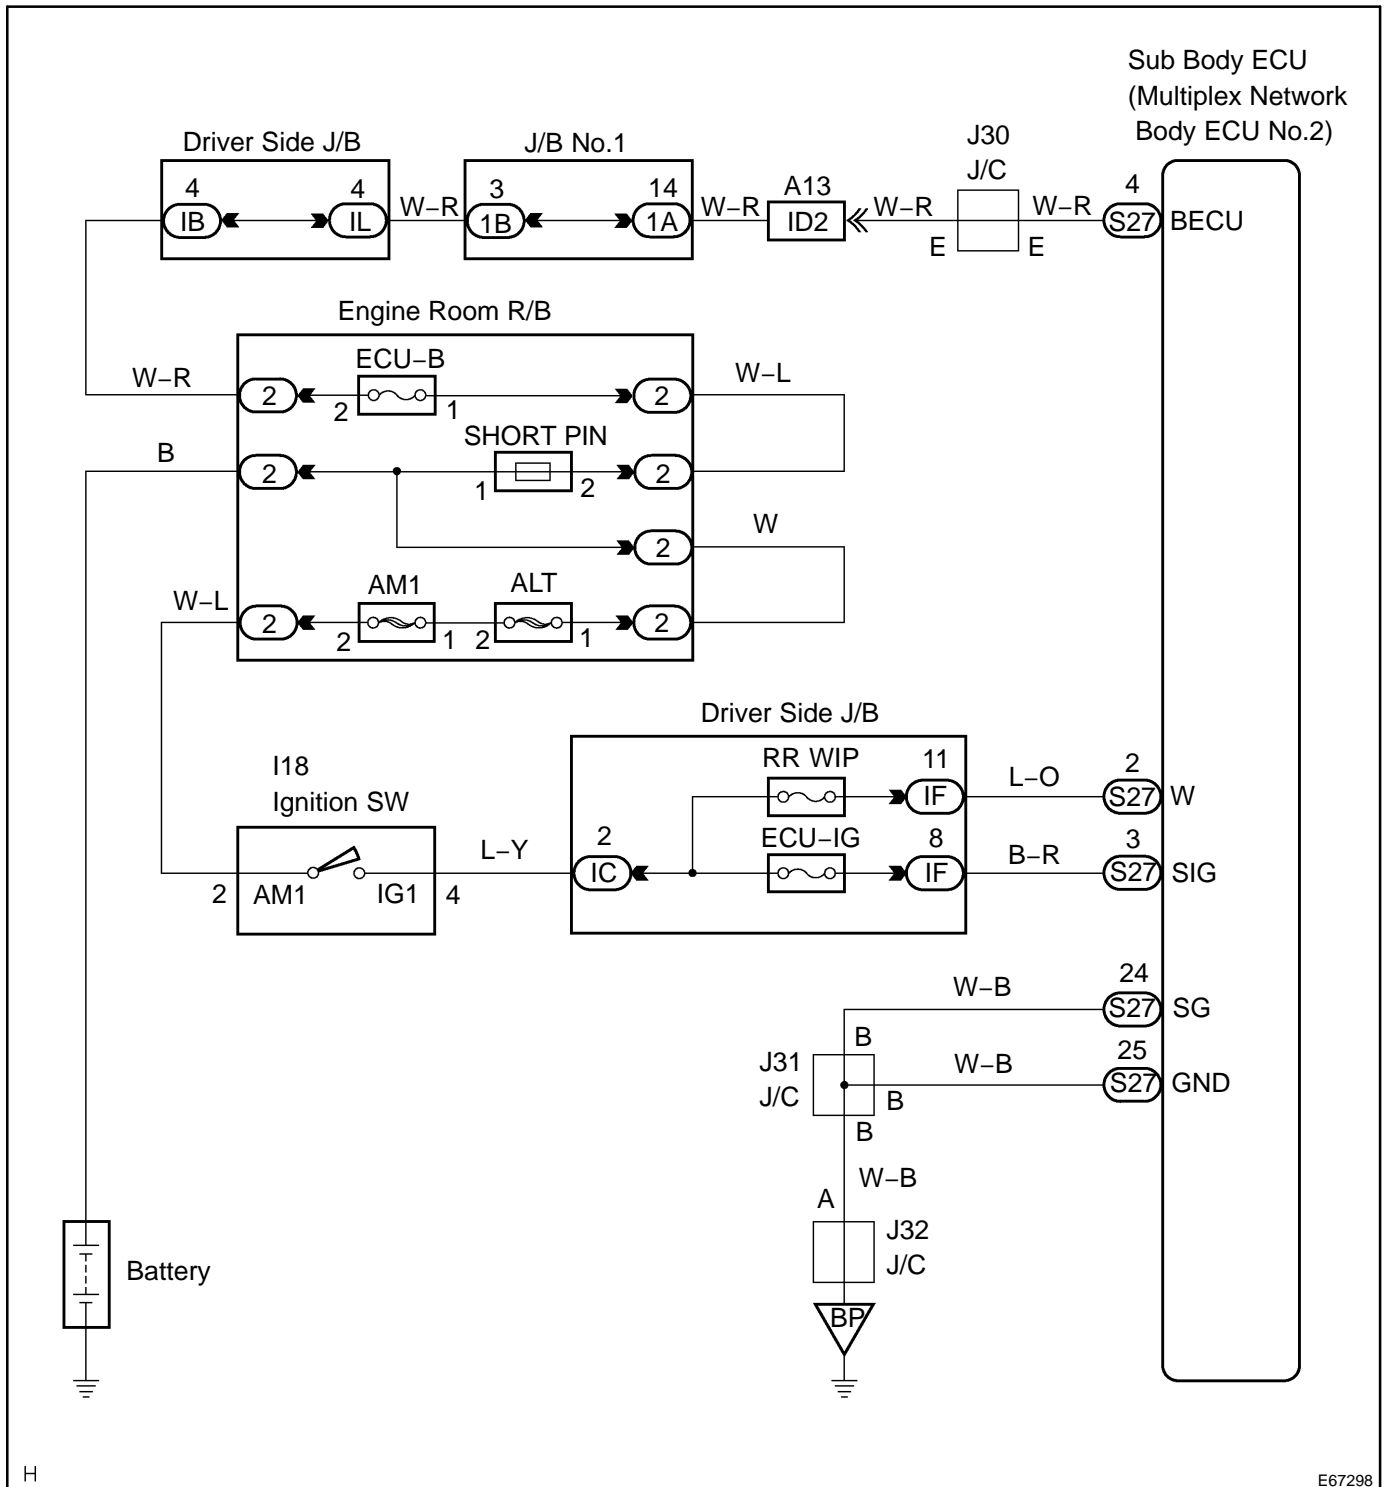 Sub Body ECU
(Multiplex Network
Body ECU No.2)
J30
J/C
Driver Side J/B
J/B No.1
4
4
3
14
A13
4
IB
IL
W–R
1B
1A
W–R
ID2
W–R
W–R
S27
BECU
E
E
Engine Room R/B
ECU–B
W–R
W–L
2
2
1
2
SHORT PIN
B
2
1
2
2
W
2
AM1
ALT
W–L
2
2
1
2
1
2
Driver Side J/B
I18
Ignition SW
RR WIP
11
L–O
2
IF
S27
W
L–Y
2
ECU–IG
8
B–R
3
IC
IF
S27
SIG
2
AM1
IG1
4
24
W–B
S27
SG
B
25
J31
J/C
W–B
S27
GND
B
B
W–B
A
J32
J/C
Battery
BP
H
E67298